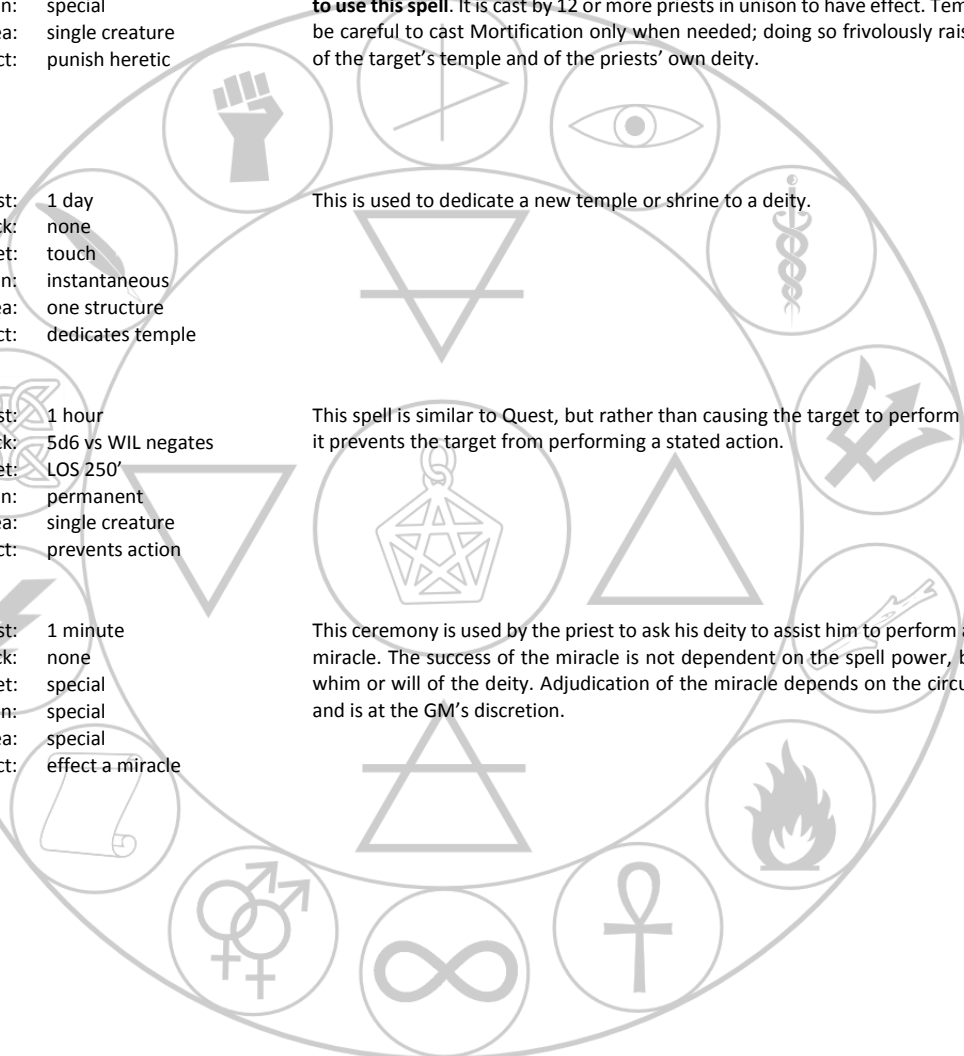 n: special
ea: single creature
ct: punish heretic
to use this spell. It is cast by 12 or more priests in unison to have effect. Tem
be careful to cast Mortification only when needed; doing so frivolously rais
of the target's temple and of the priests' own deity.
st: 1 day
ck: none
et: touch
n: instantaneous
ea: one structure
ct: dedicates temple
This is used to dedicate a new temple or shrine to a deity.
st: 1 hour
ck: 5d6 vs WIL negates
et: LOS 250'
n: permanent
ea: single creature
ct: prevents action
This spell is similar to Quest, but rather than causing the target to perform
it prevents the target from performing a stated action.
st: 1 minute
ck: none
et: special
n: special
ea: special
ct: effect a miracle
This ceremony is used by the priest to ask his deity to assist him to perform a
miracle. The success of the miracle is not dependent on the spell power, b
whim or will of the deity. Adjudication of the miracle depends on the circu
and is at the GM's discretion.